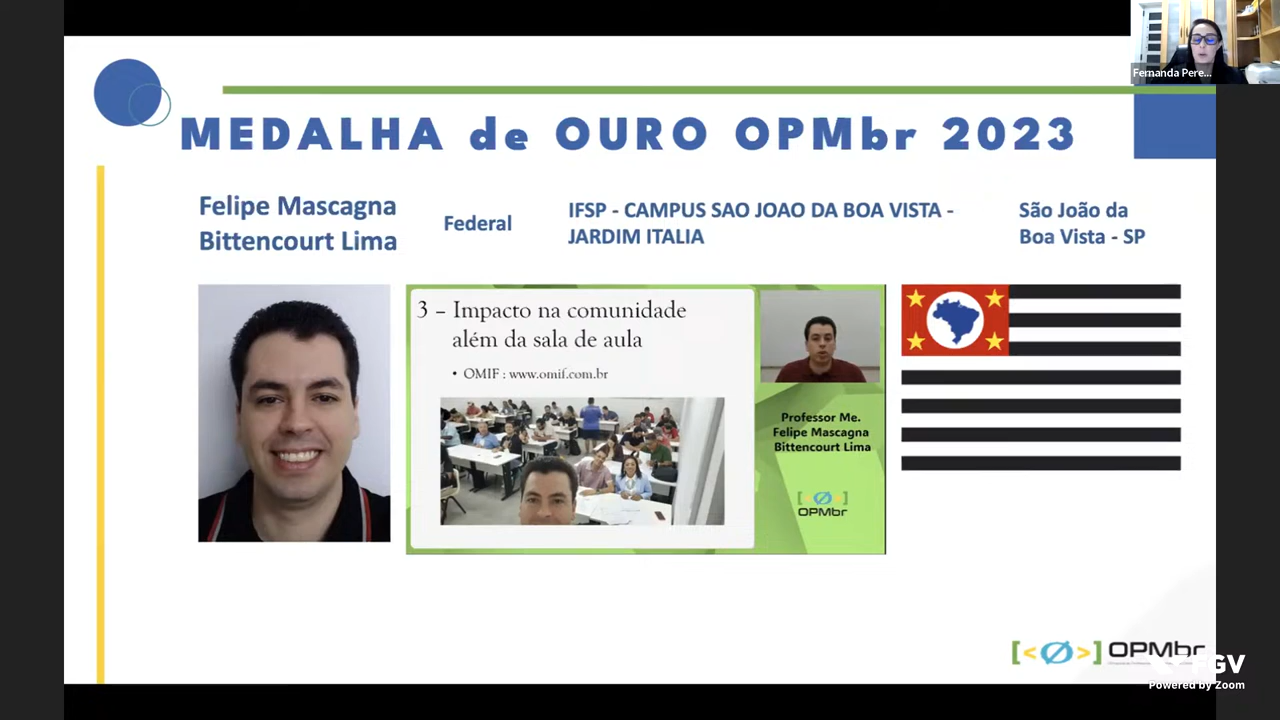 Fernanda Pere...
MEDALHA de OURO OPMbr 2023
Felipe Mascagna
Bittencourt Lima
Federal
IFSP - CAMPUS SAO JOAO DA BOA VISTA -
JARDIM ITALIA
São João da
Boa Vista - SP
3 – Impacto na comunidade
além da sala de aula
• OMIF : www.omif.com.br
Professor Me.
Felipe Mascagna
Bittencourt Lima
OPMbr
[<Ø>] OPMbr
FGV
Powered by Zoom